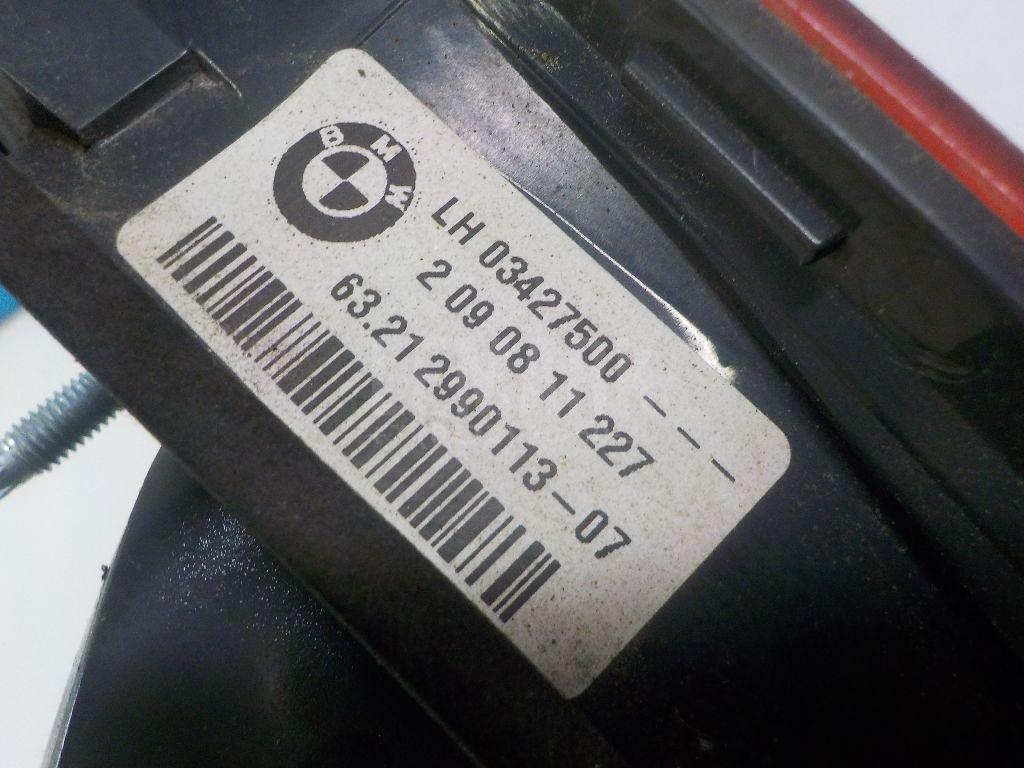 BMW
LH 03427500 _ _ _
2 09 08 11 227
63.21 2990113-07